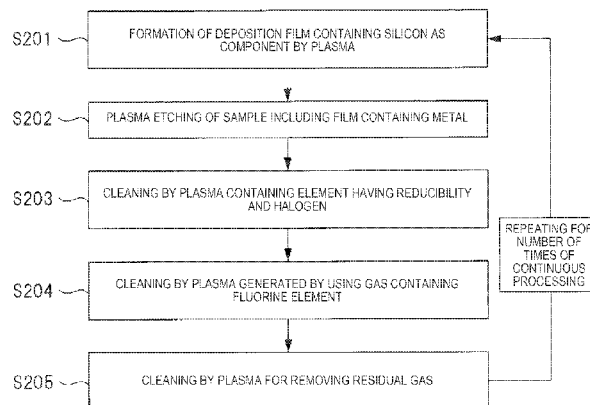 S201
FORMATION OF DEPOSITION FILM CONTAINING SILICON AS
COMPONENT BY PLASMA
S202
PLASMA ETCHING OF SAMPLE INCLUDING FILM CONTAINING METAL
S203
CLEANING BY PLASMA CONTAINING ELEMENT HAVING REDUCIBILITY
AND HALOGEN
REPEATING FOR
NUMBER OF
TIMES OF
CONTINUOUS
PROCESSING
S204
CLEANING BY PLASMA GENERATED BY USING GAS CONTAINING
FLUORINE ELEMENT
S205
CLEANING BY PLASMA FOR REMOVING RESIDUAL GAS